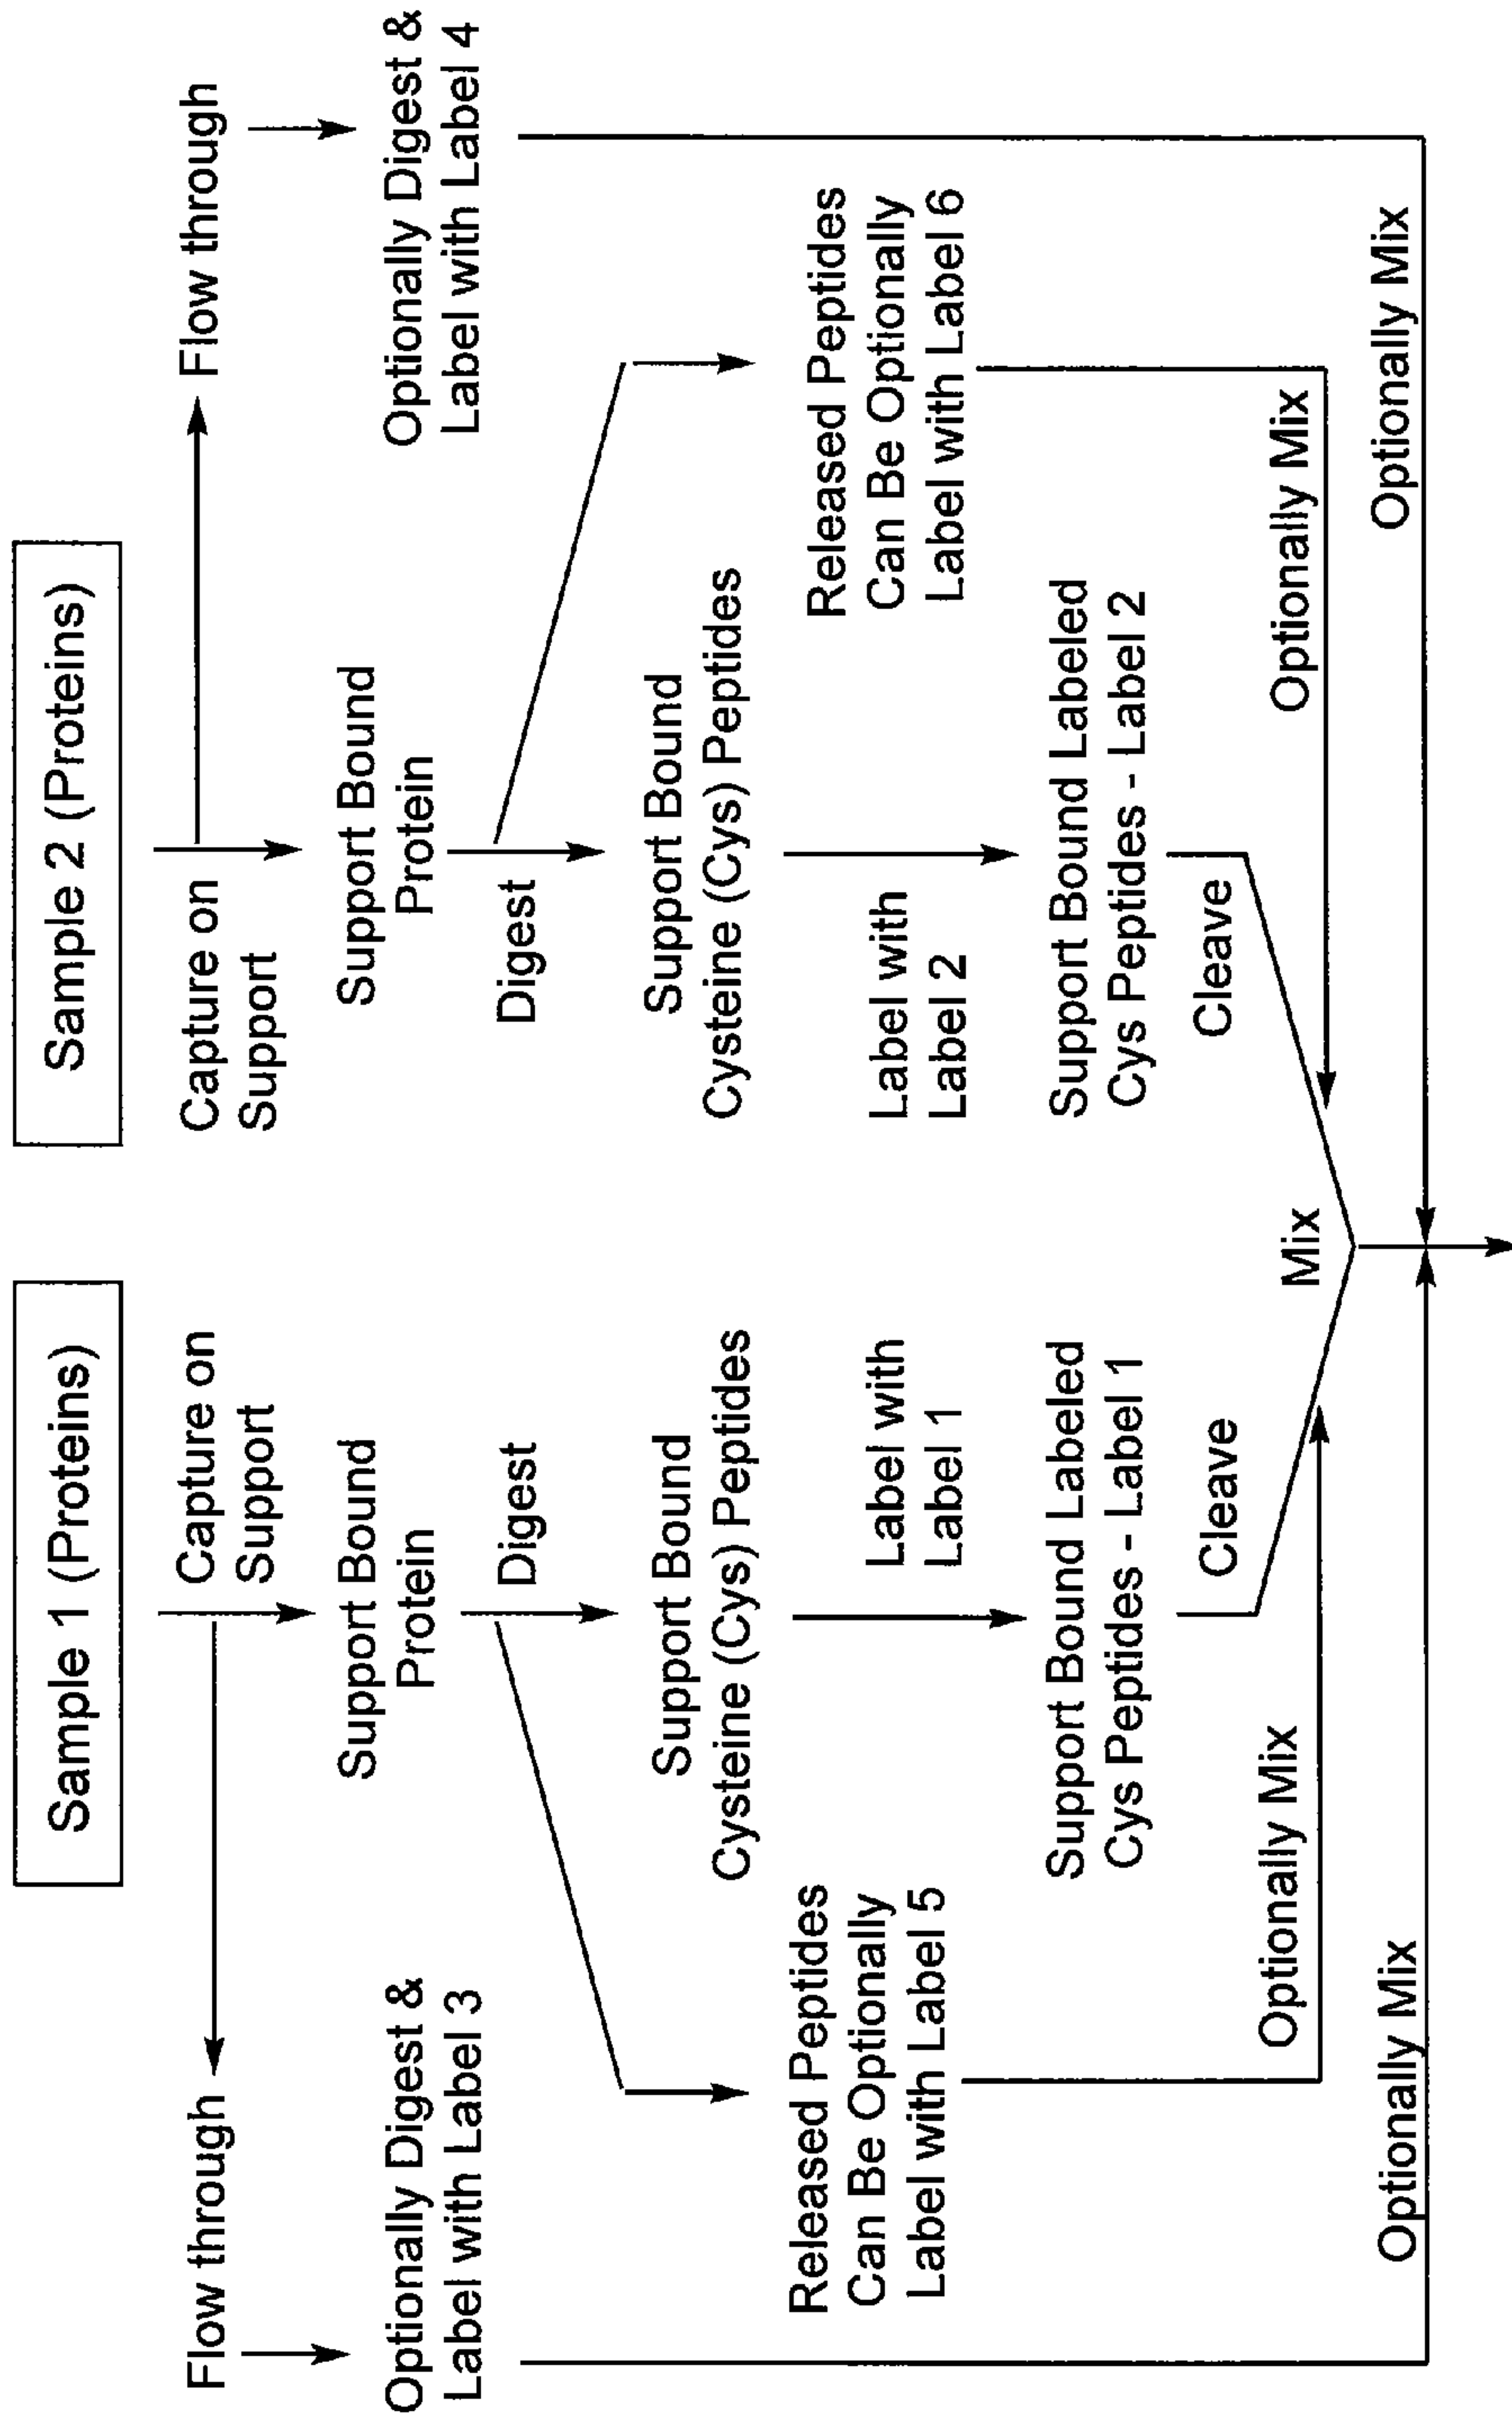 Sample 1 (Proteins)
Capture on
Support
Flow through
Optionally Digest &
Label with Label 3
Support Bound
Protein
Digest
Released Peptides
Can Be Optionally
Label with Label 5
Support Bound
Cysteine (Cys) Peptides
Label with
Label 1
Support Bound Labeled
Cys Peptides - Label 1
Cleave
Optionally Mix
Optionally Mix
Mix
Sample 2 (Proteins)
Capture on
Support
Flow through
Optionally Digest &
Label with Label 4
Support Bound
Protein
Digest
Released Peptides
Can Be Optionally
Label with Label 6
Support Bound
Cysteine (Cys) Peptides
Label with
Label 2
Support Bound Labeled
Cys Peptides - Label 2
Cleave
Optionally Mix
Optionally Mix